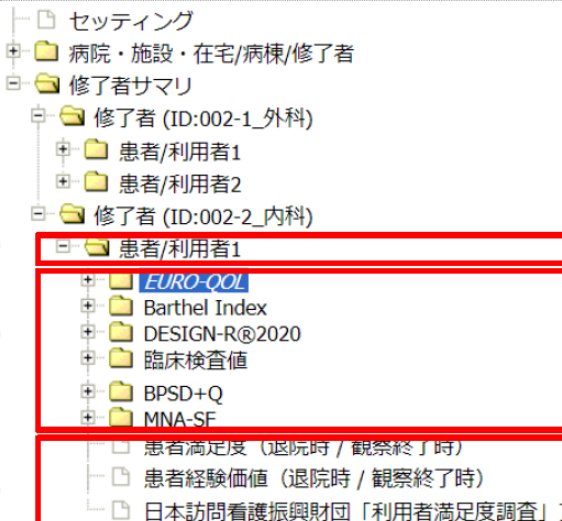 セッティング
病院・施設・在宅/病棟/修了者
修了者サマリ
修了者 (ID:002-1_外科)
患者/利用者1
患者/利用者2
修了者 (ID:002-2_内科)
患者/利用者1
EURO-QOL
Barthel Index
DESIGN-R®2020
臨床検査値
BPSD+Q
MNA-SF
患者満足度（退院時 / 観察終了時）
患者経験価値（退院時 / 観察終了時）
日本訪問看護振興財団「利用者満足度調査」